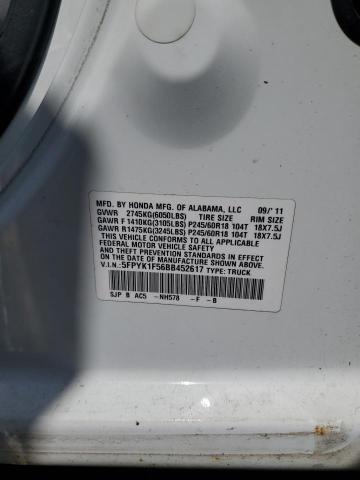 MFD. BY HONDA MFG. OF ALABAMA, LLC 09/'11
GVWR 2745KG(6050LBS) TIRE SIZE RIM SIZE
GAWR F 1410KG(3105LBS) P245/60R18 104T 18X7.5J
GAWR R1475KG(3245LBS) P245/60R18 104T 18X7.5J
THIS VEHICLE CONFORMS TO ALL APPLICABLE
FEDERAL MOTOR VEHICLE SAFETY
AND THEFT PREVENTION STANDARDS IN EFFECT
ON THE DATE OF MANUFACTURE SHOWN ABOVE.
V.I.N.:5FPYK1F56BB452617 TYPE: TRUCK
SJP B AC5 -NH578 -F -B